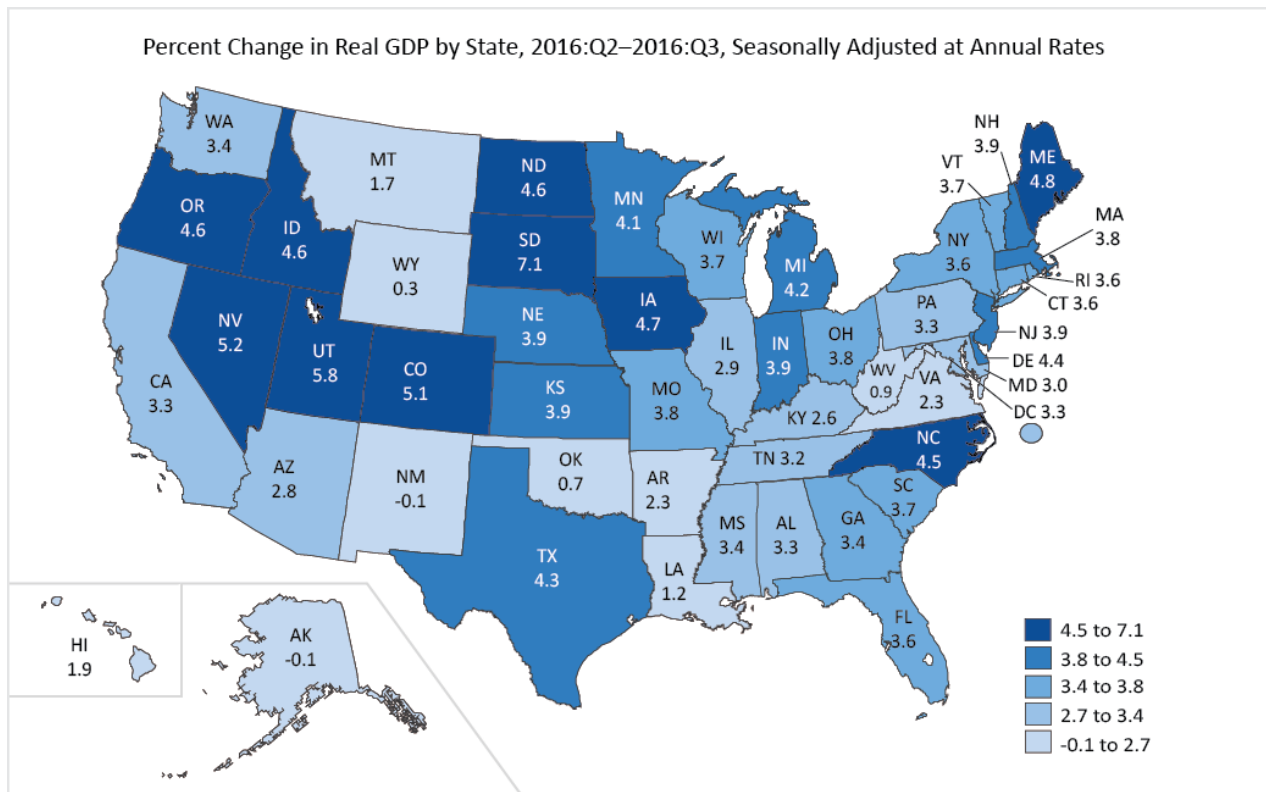 Percent Change in Real GDP by State, 2016:Q2–2016:Q3, Seasonally Adjusted at Annual Rates
WA
3.4
MT
1.7
ND
4.6
MN
4.1
NH
3.9
ME
4.8
VT
3.7
MA
3.8
OR
4.6
ID
4.6
SD
7.1
WI
3.7
MI
4.2
NY
3.6
RI 3.6
CT 3.6
WY
0.3
IA
4.7
NE
3.9
PA
3.3
NJ 3.9
DE 4.4
MD 3.0
DC 3.3
NV
5.2
UT
5.8
CO
5.1
IL
2.9
IN
3.9
OH
3.8
WV
0.9
VA
2.3
CA
3.3
KS
3.9
MO
3.8
KY 2.6
NC
4.5
TN 3.2
AZ
2.8
NM
-0.1
OK
0.7
AR
2.3
SC
3.7
MS
3.4
AL
3.3
GA
3.4
TX
4.3
LA
1.2
FL
3.6
HI
1.9
AK
-0.1
4.5 to 7.1
3.8 to 4.5
3.4 to 3.8
2.7 to 3.4
-0.1 to 2.7